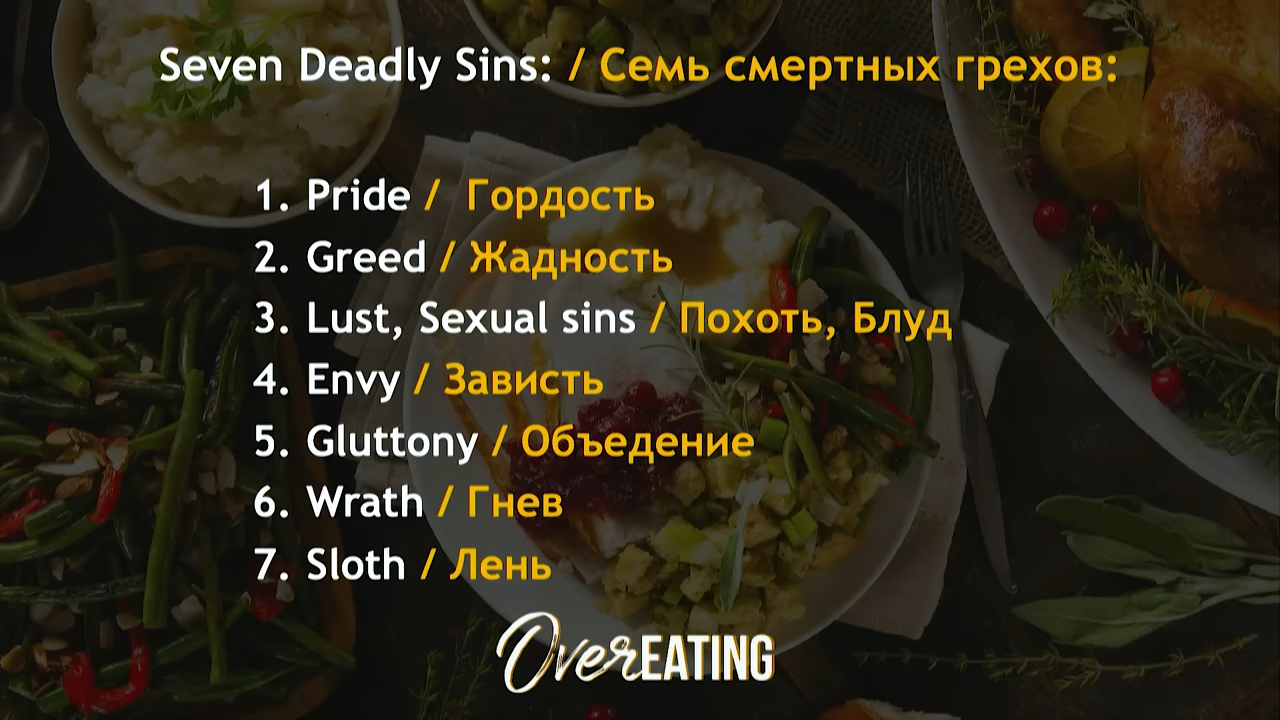 Seven Deadly Sins: / Семь смертных грехов:
1. Pride / Гордость
2. Greed / Жадность
3. Lust, Sexual sins / Похоть, Блуд
4. Envy / Зависть
5. Gluttony / Объедение
6. Wrath / Гнев
7. Sloth / Лень
OverEATING